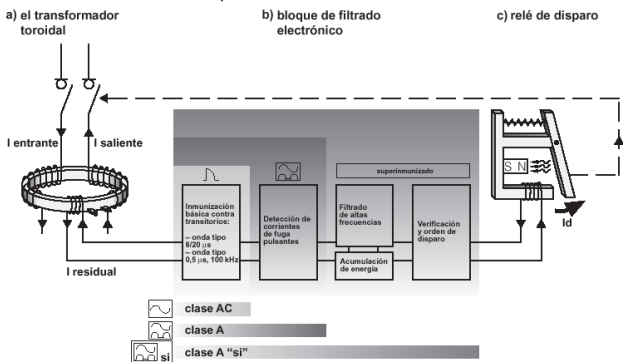 a) el transformador
toroidal
b) bloque de filtrado
electrónico
c) relé de disparo
I entrante
I saliente
I residual
superinmunizado
Inmunización
básica contra
transitorios:
– onda tipo
8/20 µs
– onda tipo
0,5 µs, 100 kHz
Detección de
corrientes
de fuga
pulsantes
Filtrado
de altas
frecuencias
Acumulación
de energía
Verificación
y orden de
disparo
S N
Id
clase AC
clase A
si
clase A “si”